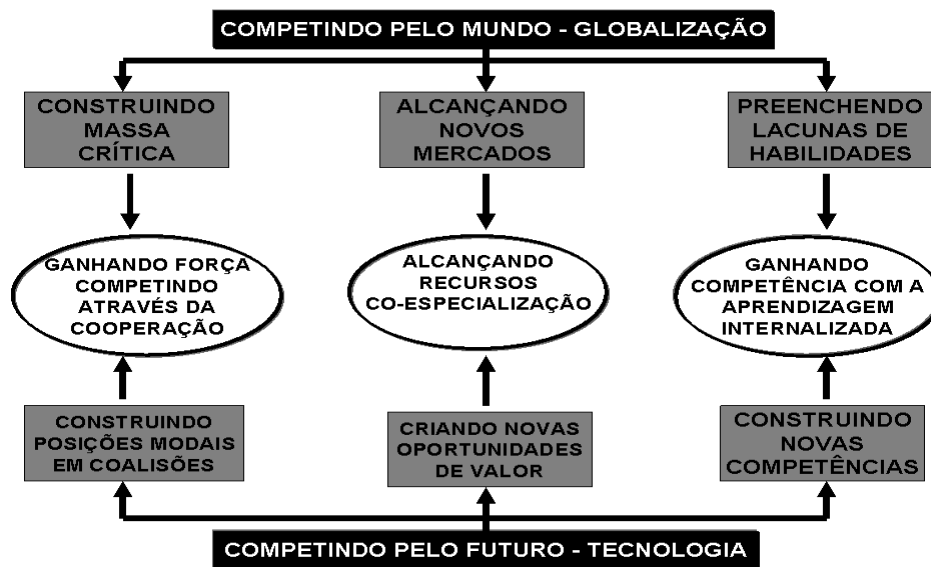 COMPETINDO PELO MUNDO - GLOBALIZAÇÃO
CONSTRUINDO
MASSA
CRÍTICA
ALCANÇANDO
NOVOS
MERCADOS
PREENCHENDO
LACUNAS DE
HABILIDADES
GANHANDO FORÇA
COMPETINDO
ATRAVÉS DA
COOPERAÇÃO
ALCANÇANDO
RECURSOS
CO-ESPECIALIZAÇÃO
GANHANDO
COMPETÊNCIA COM A
APRENDIZAGEM
INTERNALIZADA
CONSTRUINDO
POSIÇÕES MODAIS
EM COALISÕES
CRIANDO NOVAS
OPORTUNIDADES
DE VALOR
CONSTRUINDO
NOVAS
COMPETÊNCIAS
COMPETINDO PELO FUTURO - TECNOLOGIA